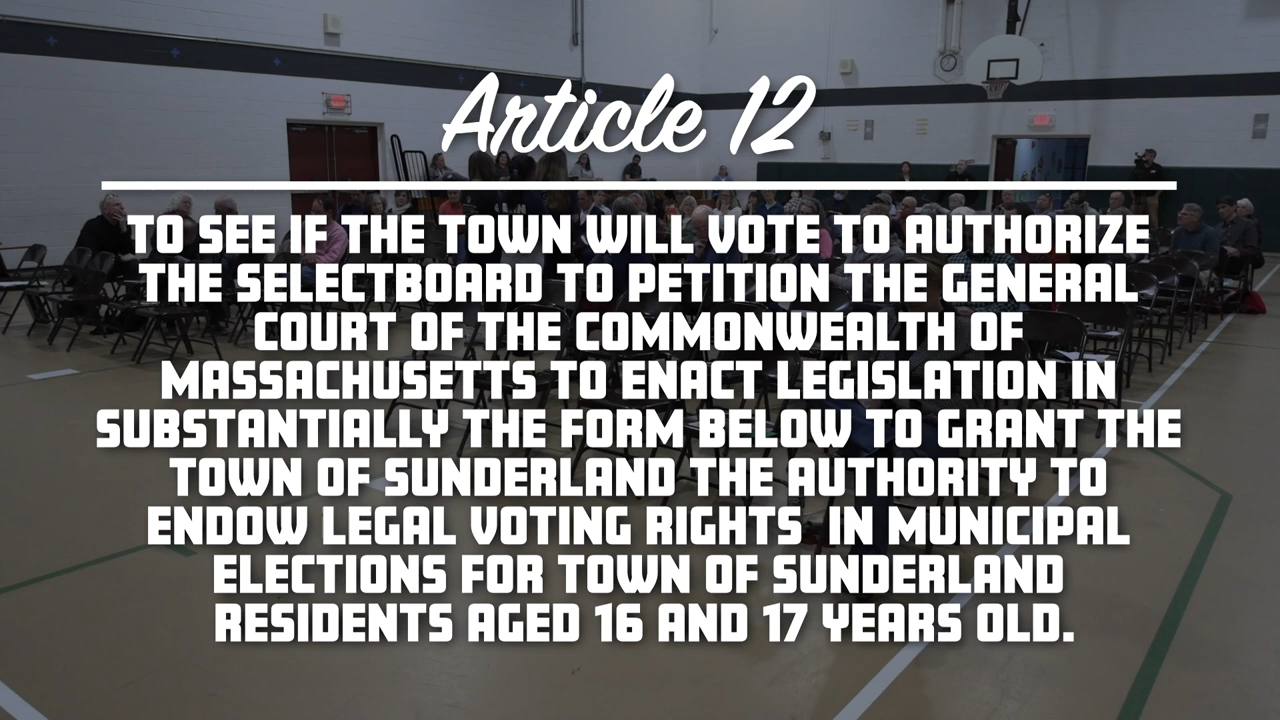 Article 12
TO SEE IF THE TOWN WILL VOTE TO AUTHORIZE
THE SELECTBOARD TO PETITION THE GENERAL
COURT OF THE COMMONWEALTH OF
MASSACHUSETTS TO ENACT LEGISLATION IN
SUBSTANTIALLY THE FORM BELOW TO GRANT THE
TOWN OF SUNDERLAND THE AUTHORITY TO
ENDOW LEGAL VOTING RIGHTS  IN MUNICIPAL
ELECTIONS FOR TOWN OF SUNDERLAND
RESIDENTS AGED 16 AND 17 YEARS OLD.